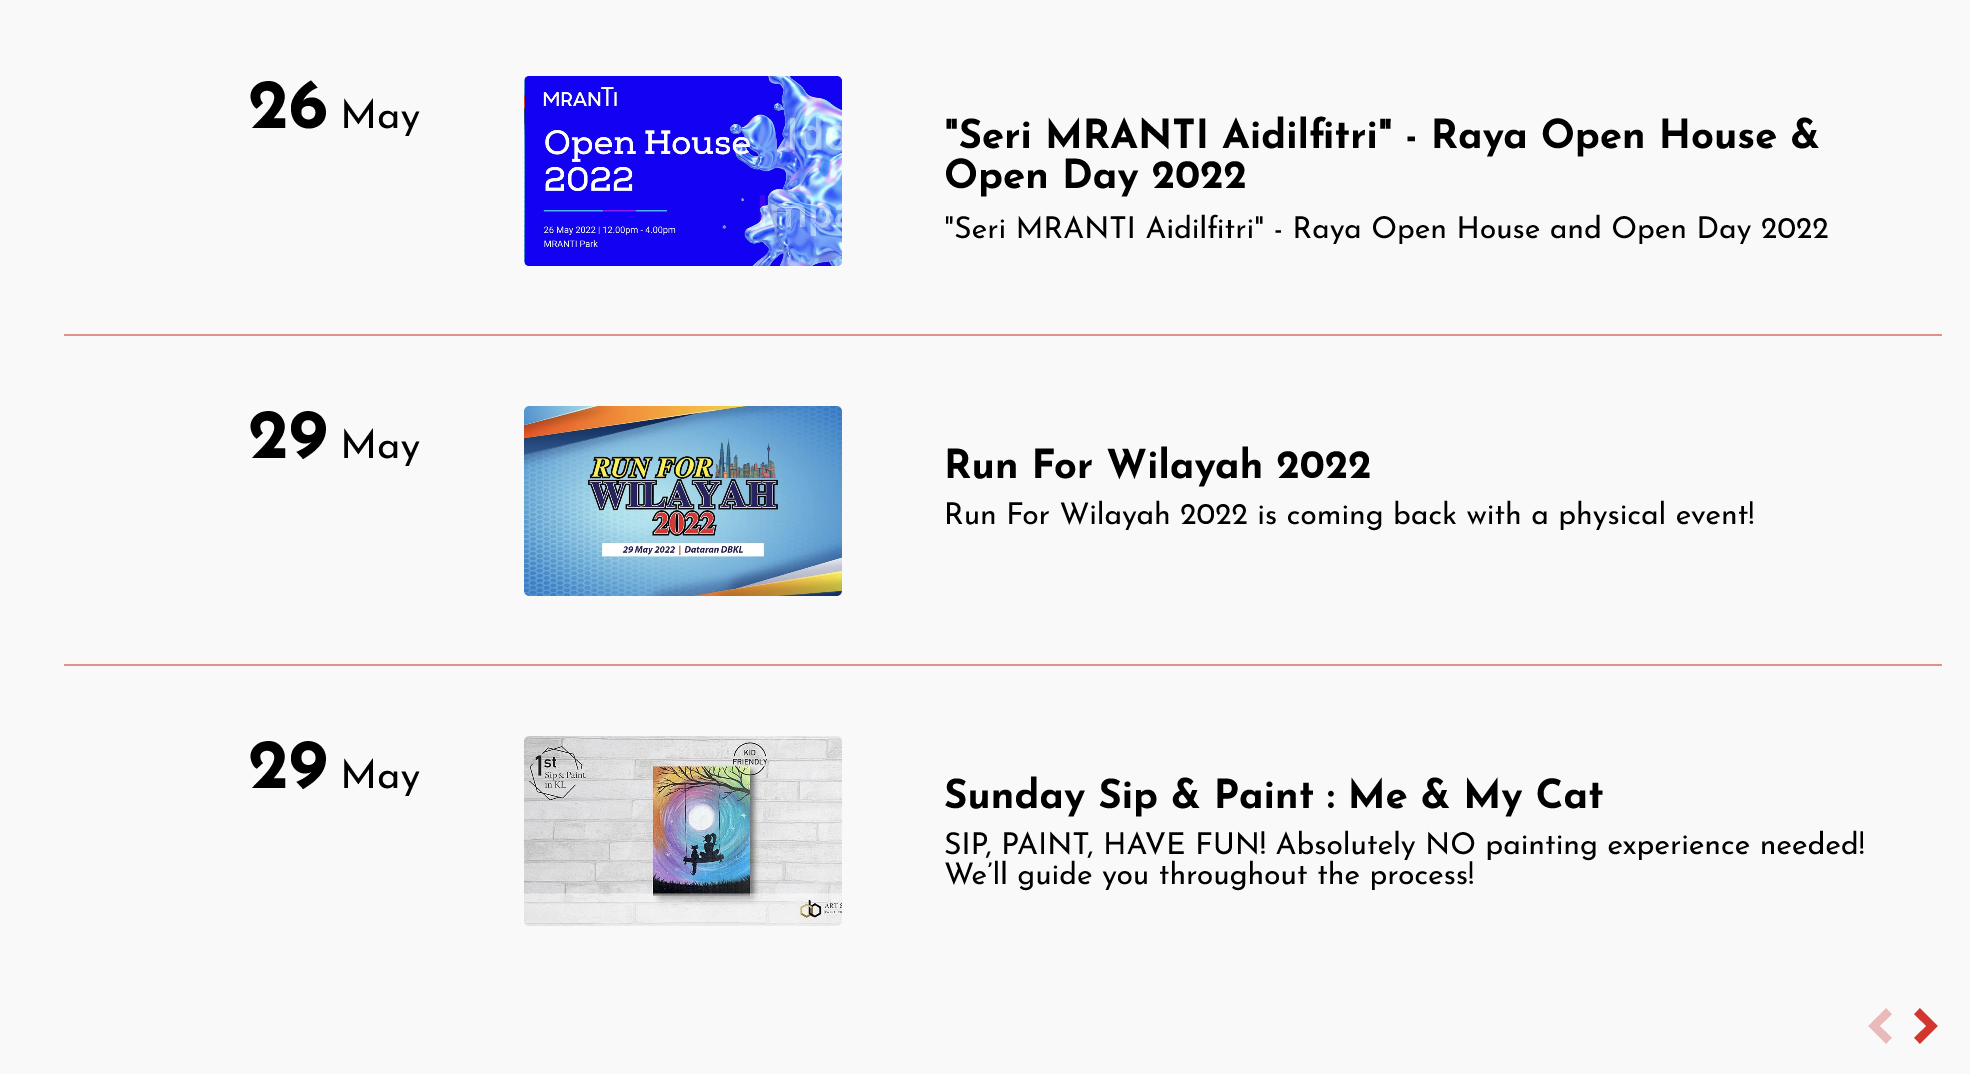 26 May
MRANTI
Open House
2022
26 May 2022 | 12.00pm - 4.00pm
MRANTI Park
"Seri MRANTI Aidilfitri" - Raya Open House &
Open Day 2022
"Seri MRANTI Aidilfitri" - Raya Open House and Open Day 2022
29 May
RUN FOR
WILAYAH
2022
29 May 2022 | Dataran DBKL
Run For Wilayah 2022
Run For Wilayah 2022 is coming back with a physical event!
29 May
1st
Sip & Paint
in KL
KID
FRIENDLY
ART
Sunday Sip & Paint : Me & My Cat
SIP, PAINT, HAVE FUN! Absolutely NO painting experience needed!
We'll guide you throughout the process!